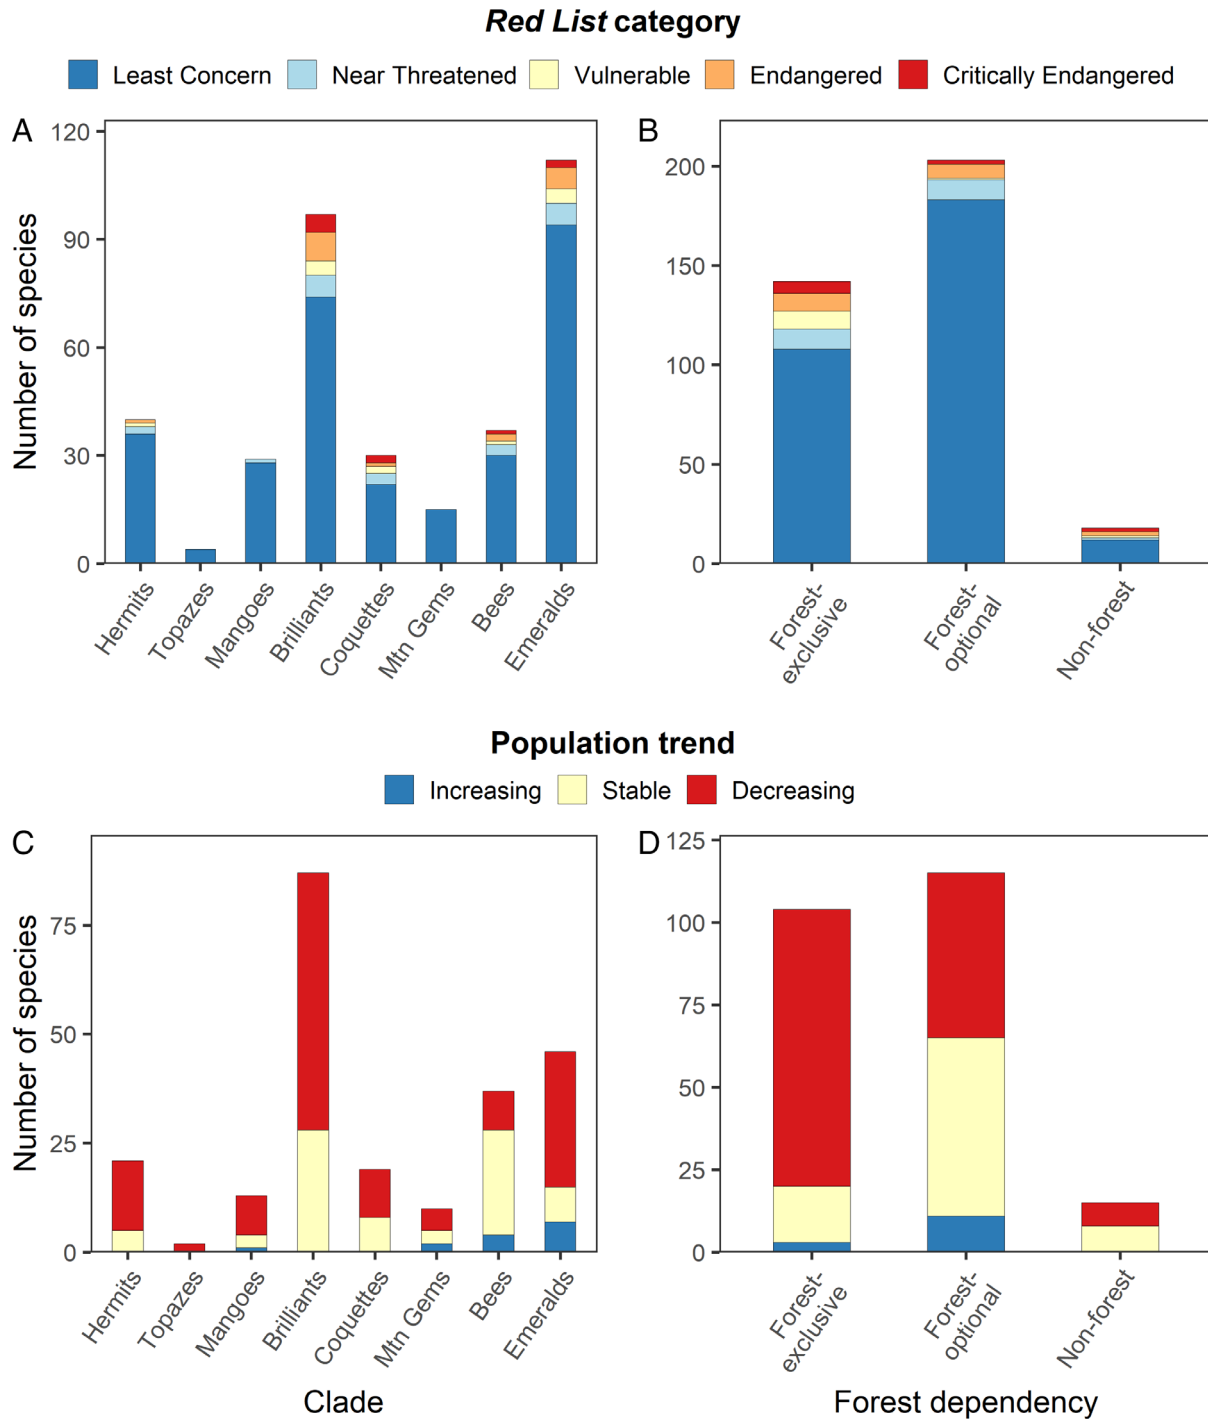 Red List category
Least Concern Near Threatened Vulnerable Endangered Critically Endangered
A
Number of species
120
90
60
30
0
Hermits
Topazes
Mangoes
Brilliants
Coquettes
Mtn Gems
Bees
Emeralds
B
200
150
100
50
0
Forest-
exclusive
Forest-
optional
Non-forest
Population trend
Increasing Stable Decreasing
C
Number of species
75
50
25
0
Hermits
Topazes
Mangoes
Brilliants
Coquettes
Mtn Gems
Bees
Emeralds
Clade
D
125
100
75
50
25
0
Forest-
exclusive
Forest-
optional
Non-forest
Forest dependency